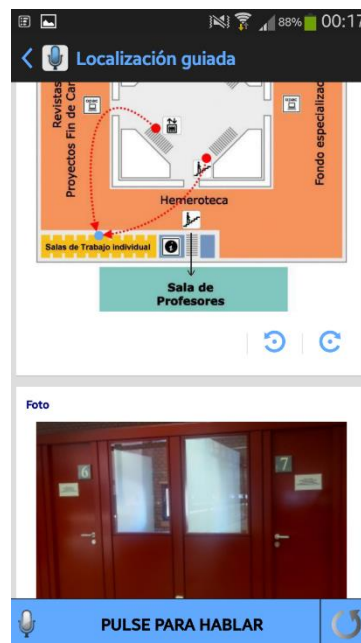 88% 00:17
Localización guiada
Revistas
Proyectos Fin de Car
Fondo especializad
Hemeroteca
Salas de Trabajo individual
Sala de
Profesores
Foto
6
7
PULSE PARA HABLAR